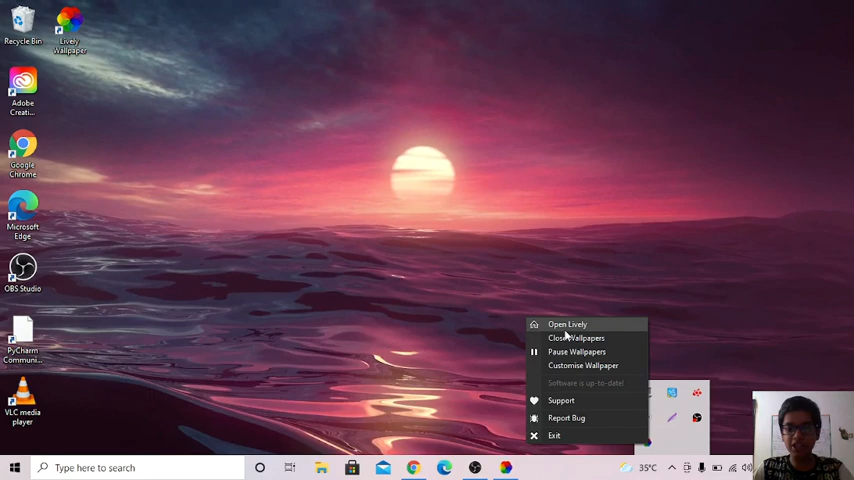 Recycle Bin
Lively
Wallpaper
Adobe
Creati...
Google
Chrome
Microsoft
Edge
OBS Studio
PyCharm
Communi...
VLC media
player
Open Lively
Close Wallpapers
Pause Wallpapers
Customise Wallpaper
Software is up-to-date!
Support
Report Bug
Exit
Type here to search
35°C